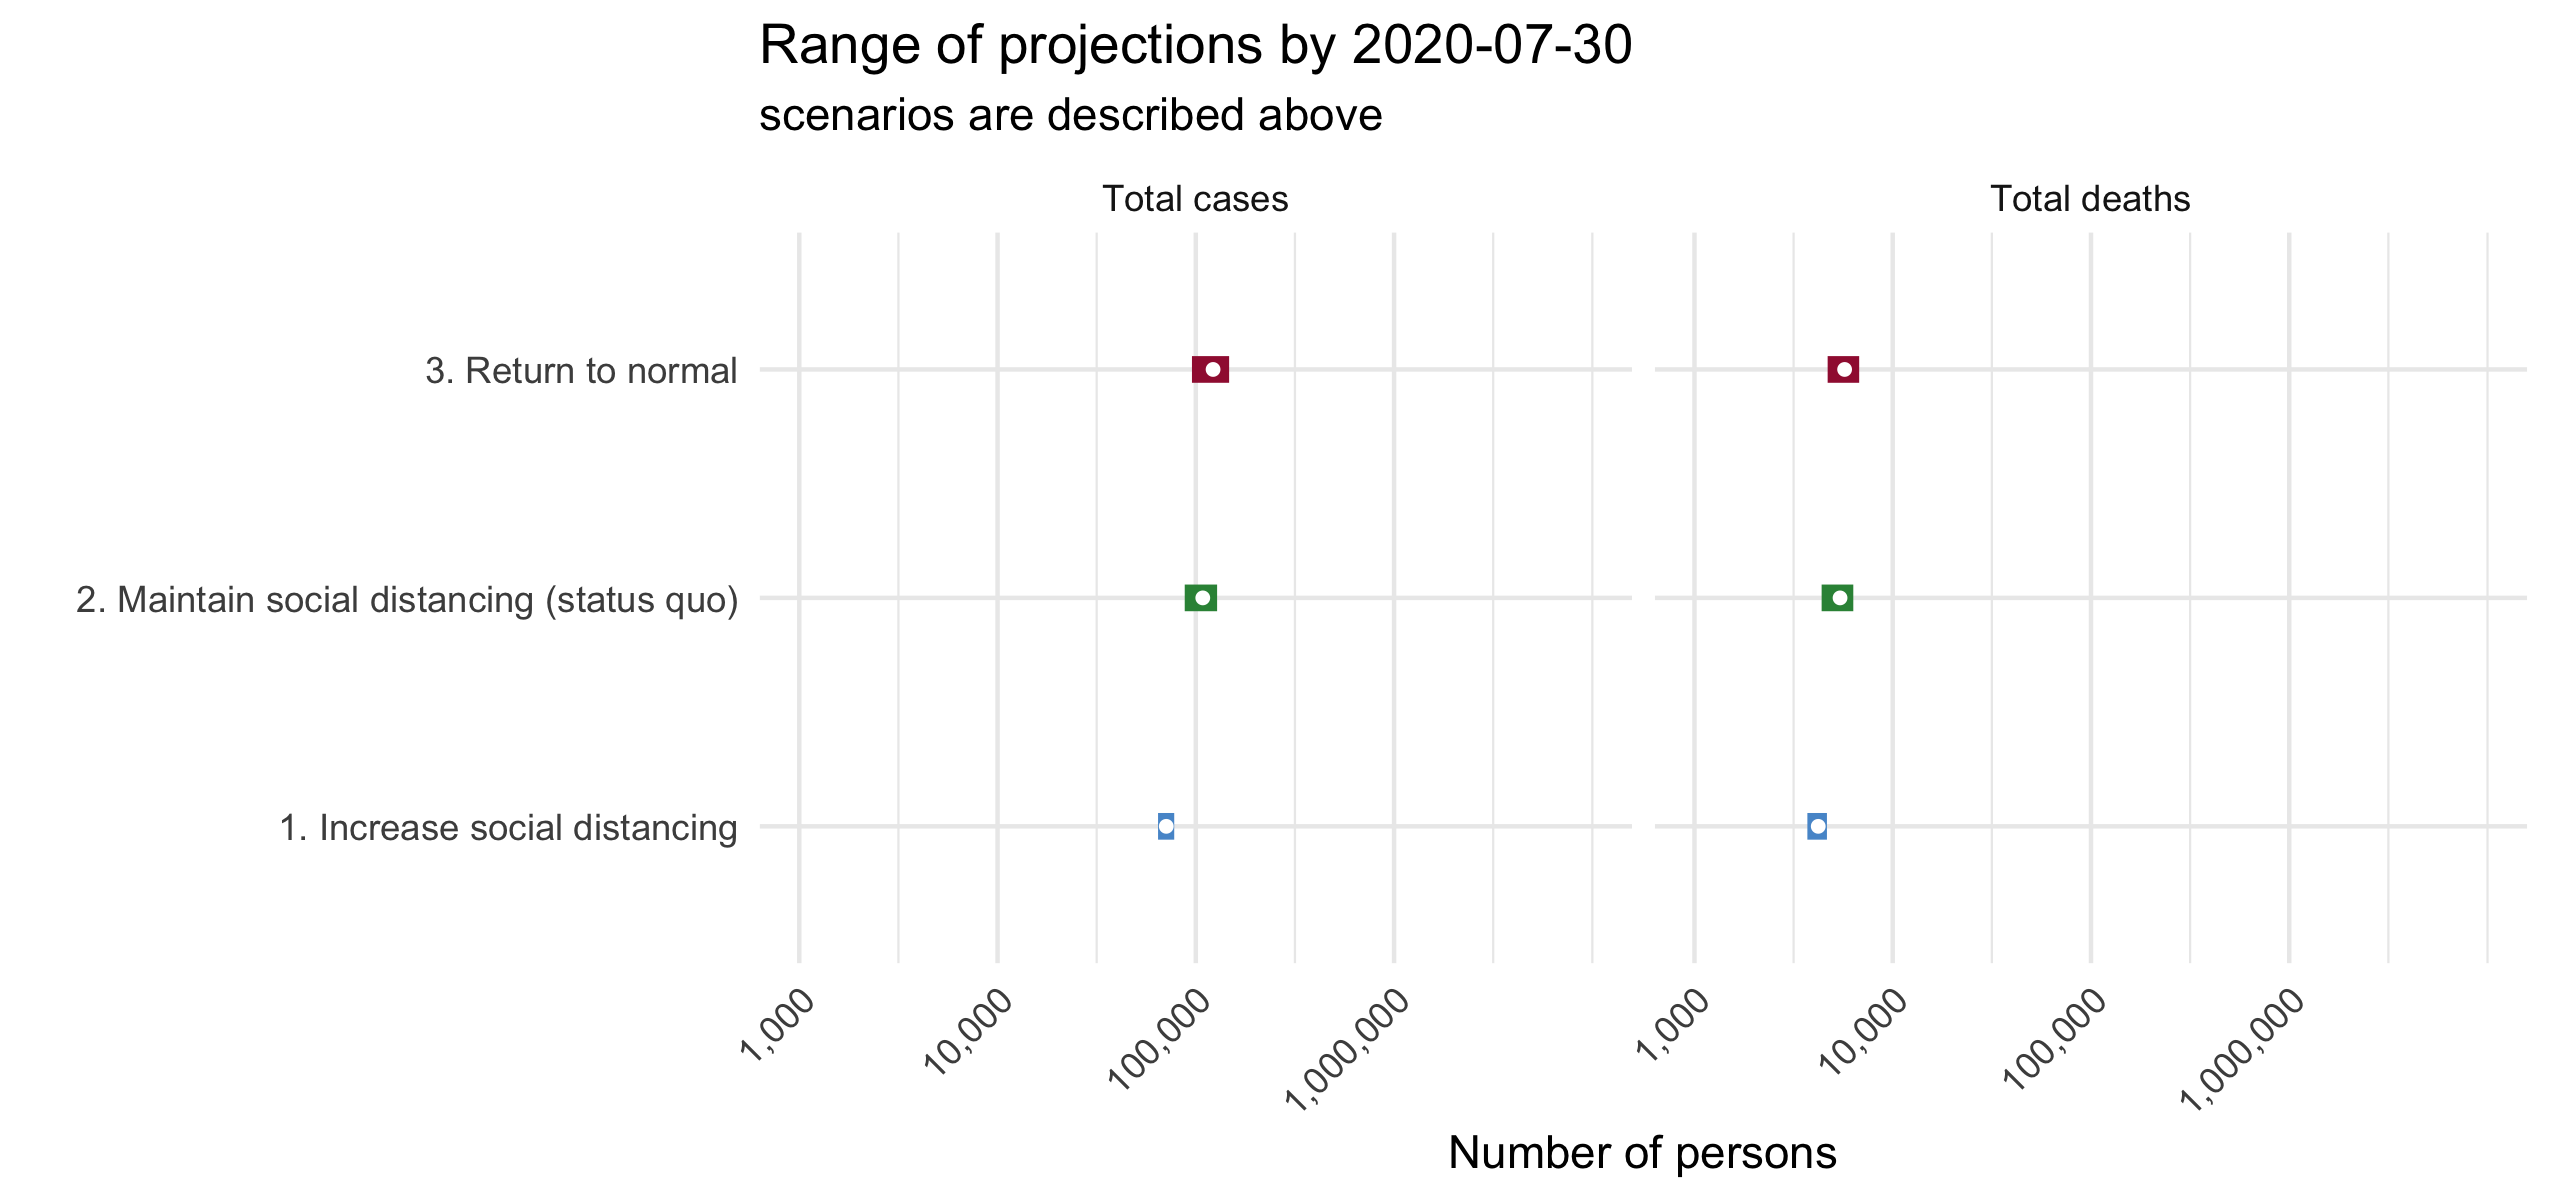 Range of projections by 2020-07-30
scenarios are described above
Total cases
Total deaths
3. Return to normal
2. Maintain social distancing (status quo)
1. Increase social distancing
1,000
10,000
100,000
1,000,000
1,000
10,000
100,000
1,000,000
Number of persons